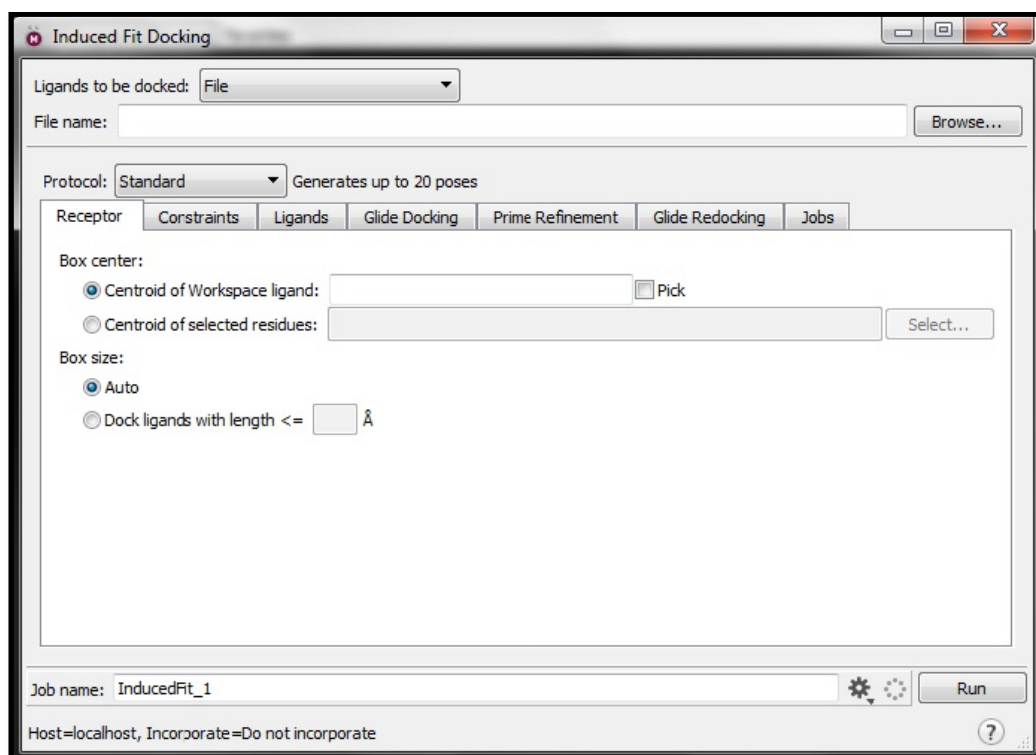 Induced Fit Docking
Ligands to be docked: File
File name: Browse...
Protocol: Standard Generates up to 20 poses
Receptor Constraints Ligands Glide Docking Prime Refinement Glide Redocking Jobs
Box center:
Centroid of Workspace ligand: Pick
Centroid of selected residues: Select...
Box size:
Auto
Dock ligands with length <= Å
Job name: InducedFit_1 Run
Host=localhost, Incorporate=Do not incorporate ?